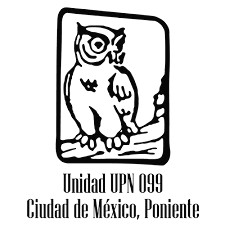 Unidad UPN 099
Ciudad de México, Poniente